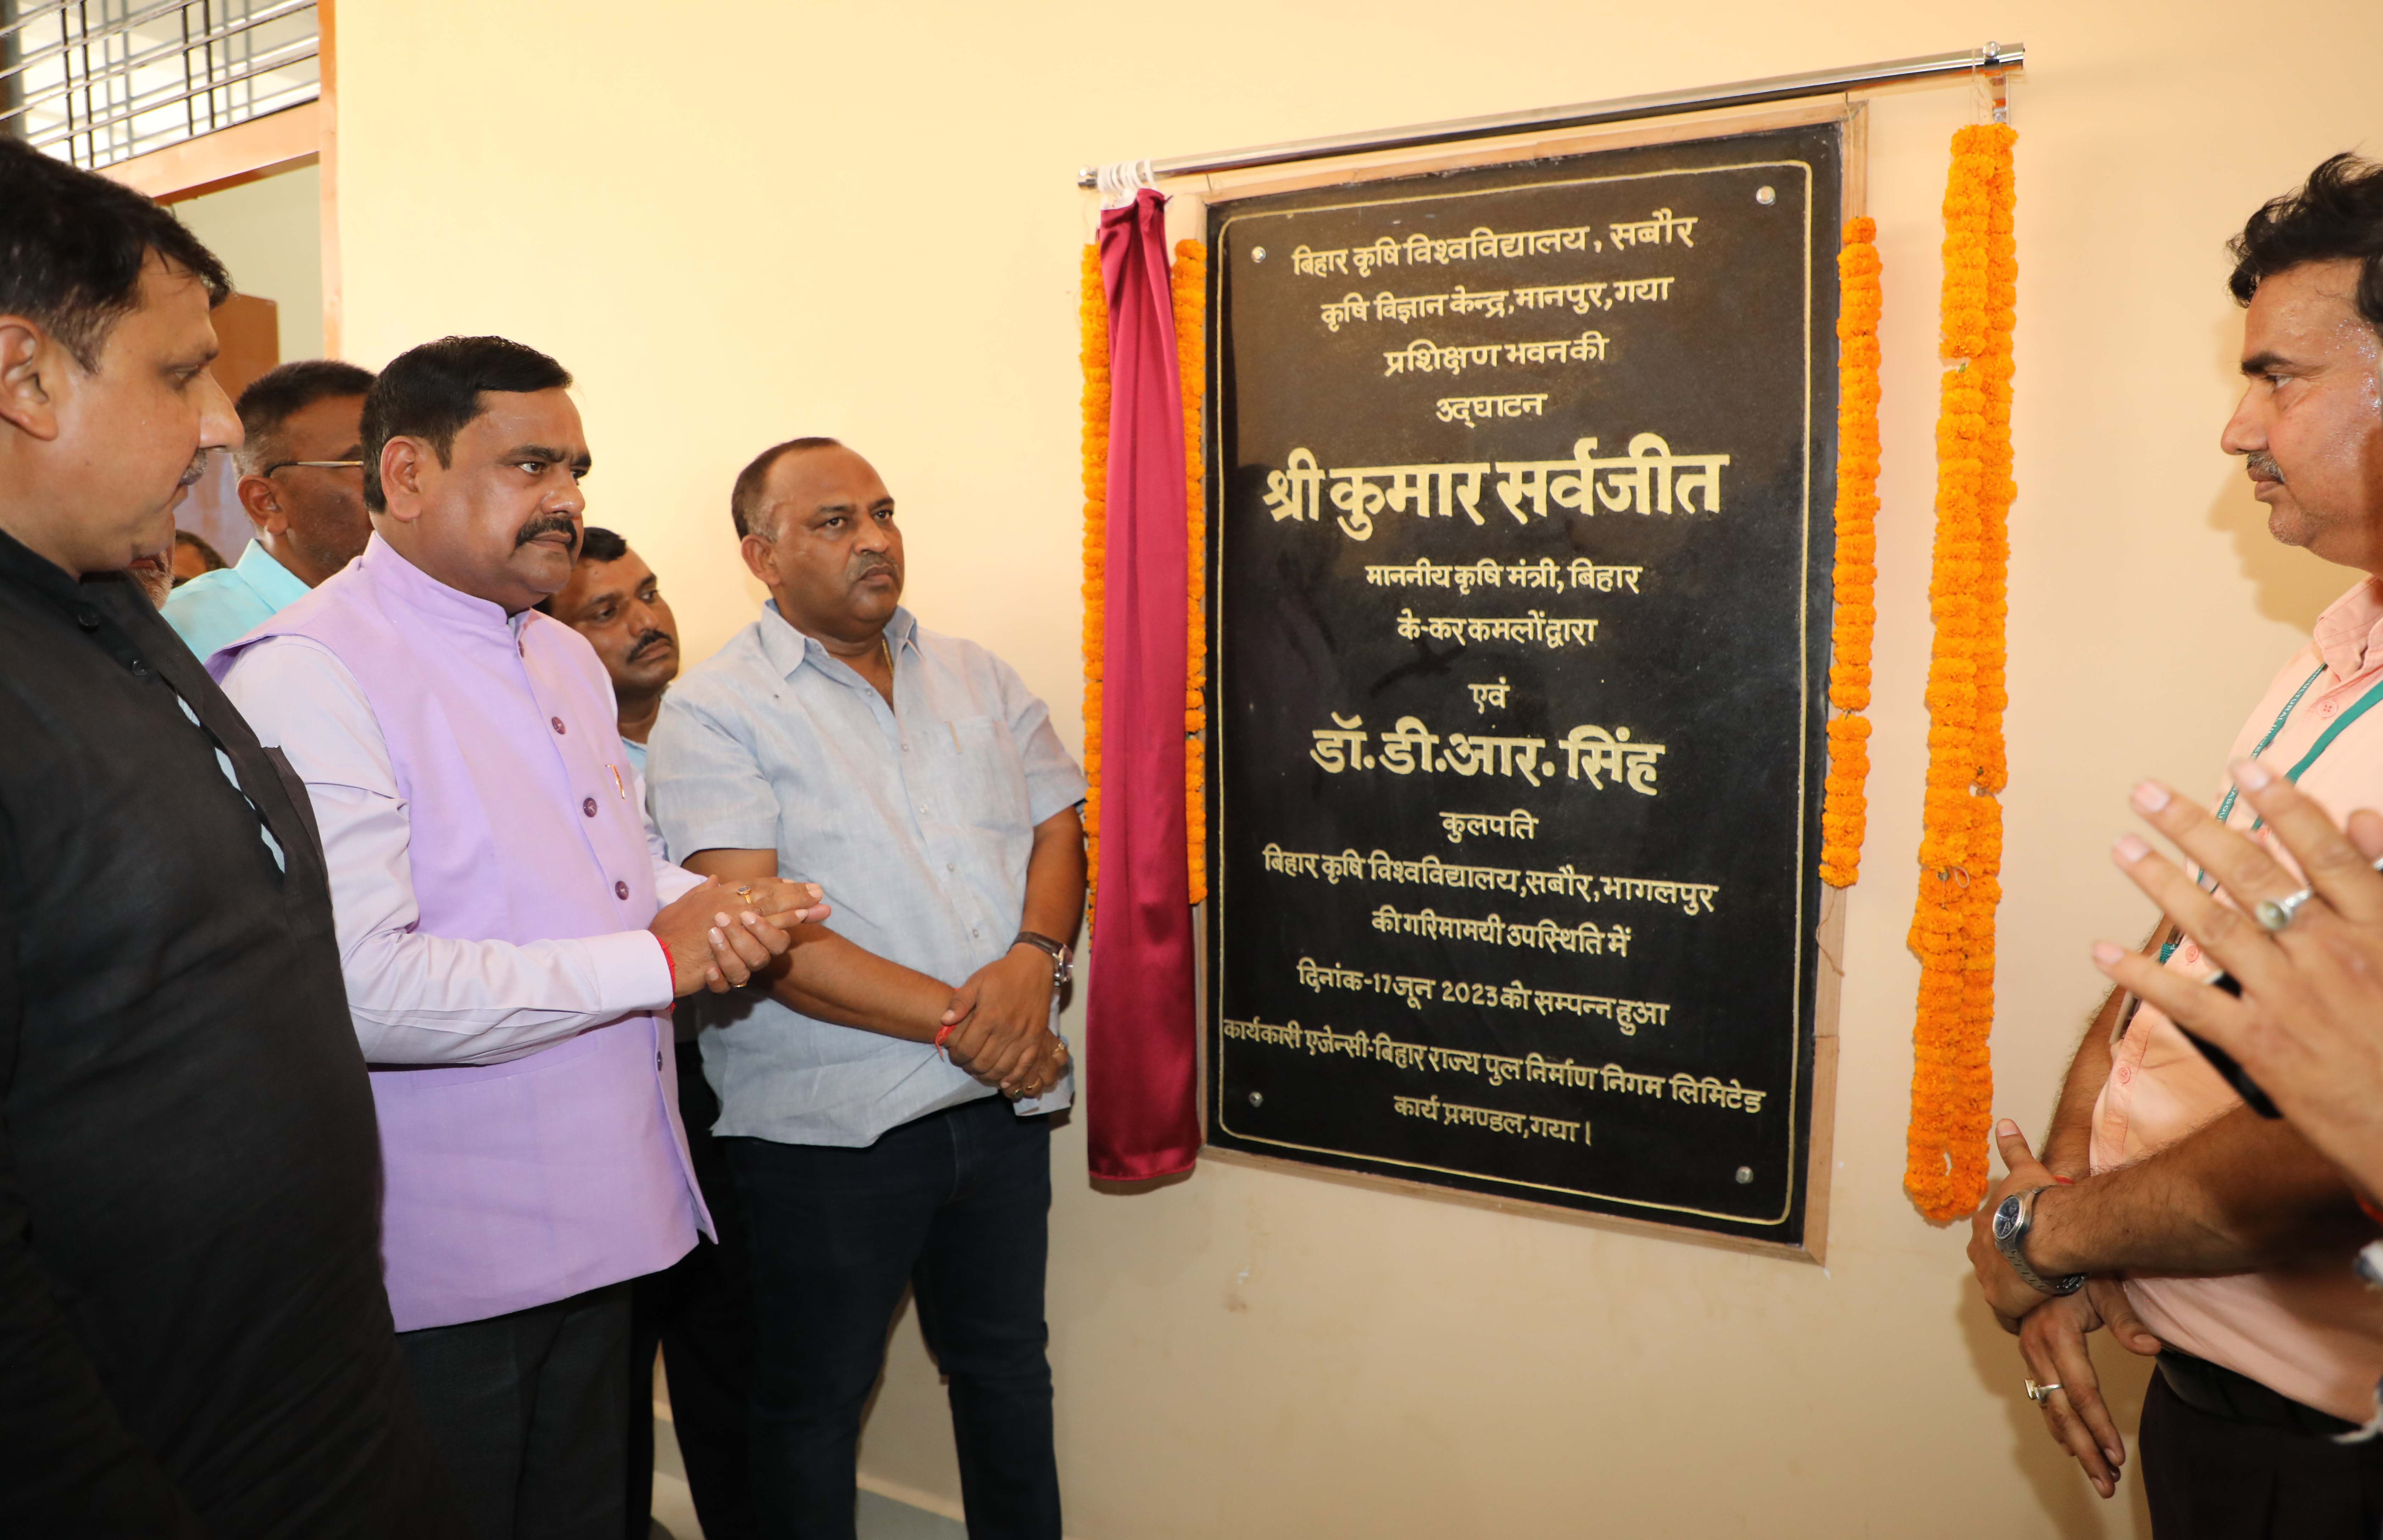 बिहार कृषि विश्वविद्यालय, सबौर
कृषि विज्ञान केन्द्र,मानपुर,गया
प्रशिक्षण भवन की
उद्घाटन
श्री कुमार सर्वजीत
माननीय कृषि मंत्री, बिहार
के-कर कमलों द्वारा
एवं
डॉ.डी.आर. सिंह
कुलपति
बिहार कृषि विश्वविद्यालय,सबौर,भागलपुर
की गरिमामयी उपस्थिति में
दिनांक-17 जून 2023 को सम्पन्न हुआ
कार्यकारी एजेन्सी-बिहार राज्य पुल निर्माण निगम लिमिटेड
कार्य प्रमण्डल,गया।